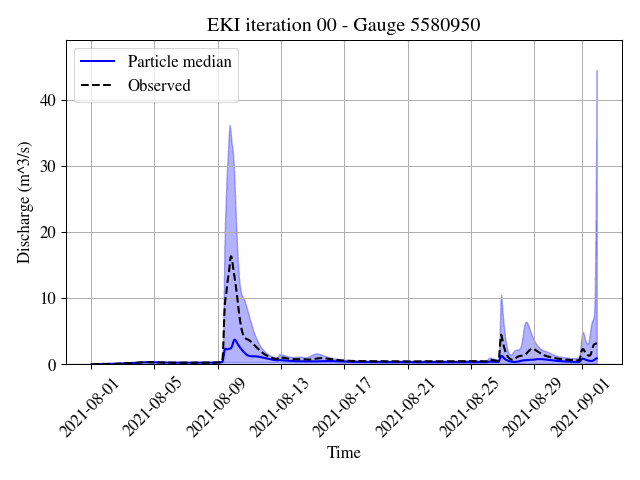 EKI iteration 00 - Gauge 5580950
Particle median
Observed
Discharge (m^3/s)
40
30
20
10
0
2021-08-01
2021-08-05
2021-08-09
2021-08-13
2021-08-17
2021-08-21
2021-08-25
2021-08-29
2021-09-01
Time